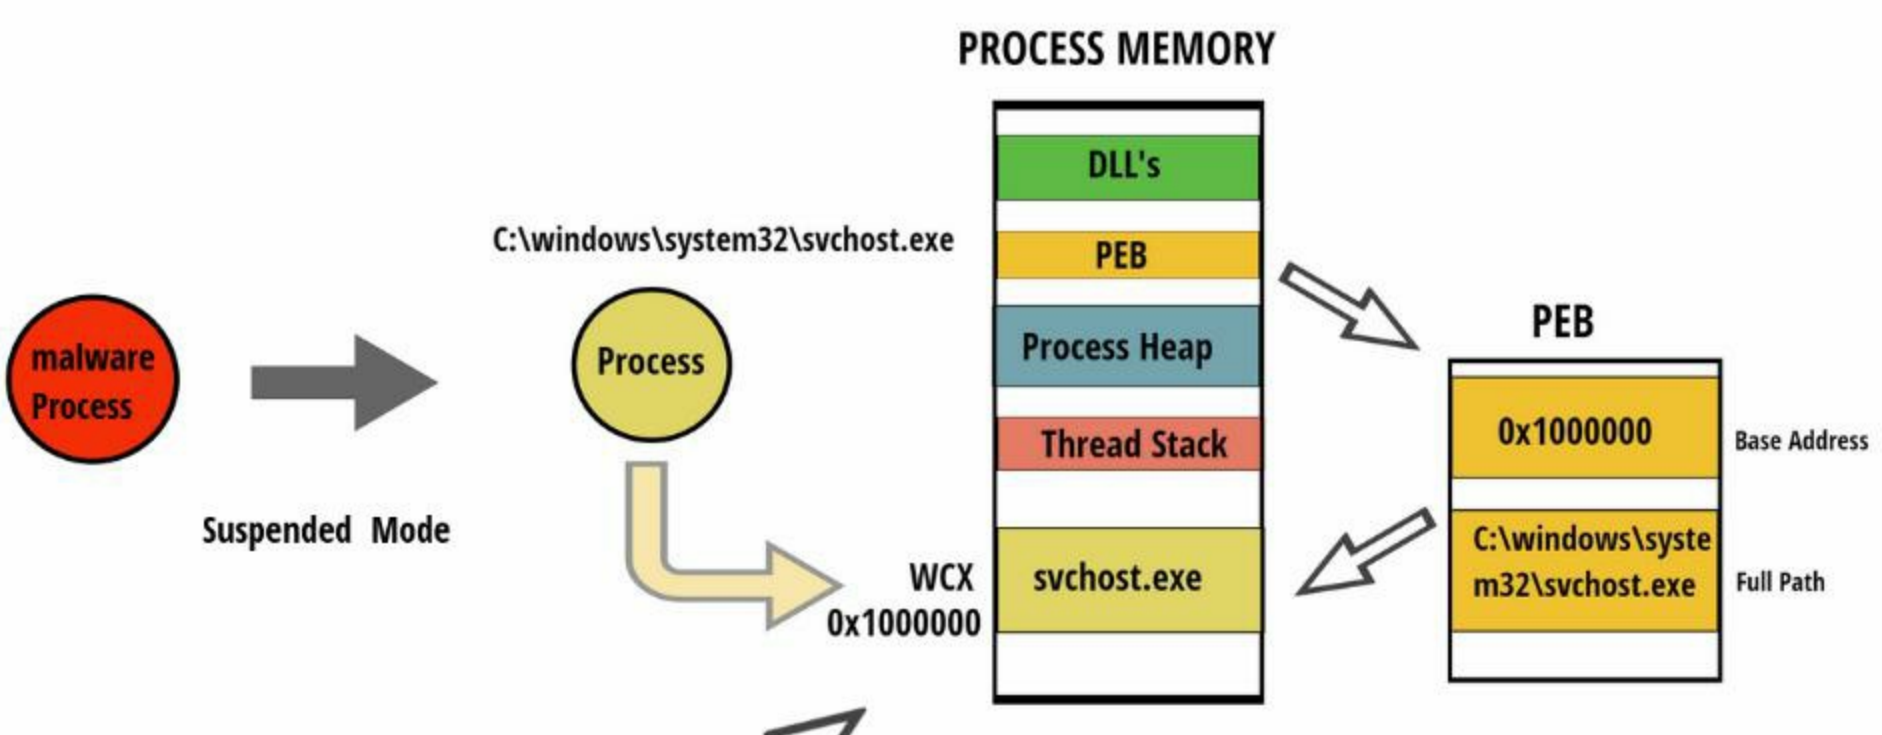 PROCESS MEMORY
DLL's
C:\windows\system32\svchost.exe
PEB
malware
Process
Process
Process Heap
PEB
0x1000000
Base Address
Thread Stack
Suspended Mode
C:\windows\syste
m32\svchost.exe
Full Path
WCX
0x1000000
svchost.exe